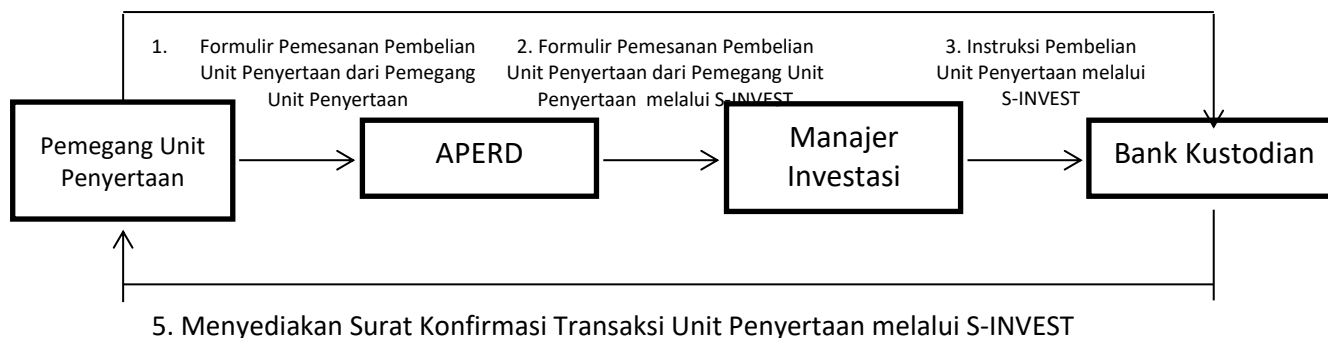 1. Formulir Pemesanan Pembelian
Unit Penyertaan dari Pemegang
Unit Penyertaan
2. Formulir Pemesanan Pembelian
Unit Penyertaan dari Pemegang Unit
Penyertaan melalui S-INVEST
3. Instruksi Pembelian
Unit Penyertaan melalui
S-INVEST
Pemegang Unit
Penyertaan
APERD
Manajer
Investasi
Bank Kustodian
5. Menyediakan Surat Konfirmasi Transaksi Unit Penyertaan melalui S-INVEST